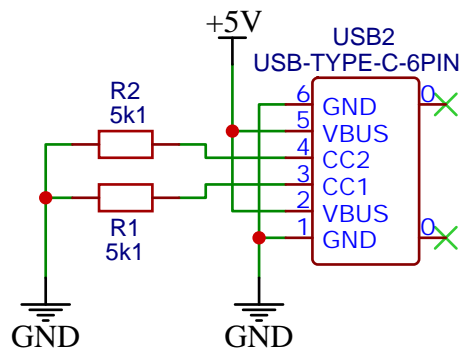 +5V
USB2
USB-TYPE-C-6PIN
R2
5k1
R1
5k1
6 GND 0
5 VBUS
4 CC2
3 CC1
2 VBUS
1 GND 0
GND
GND